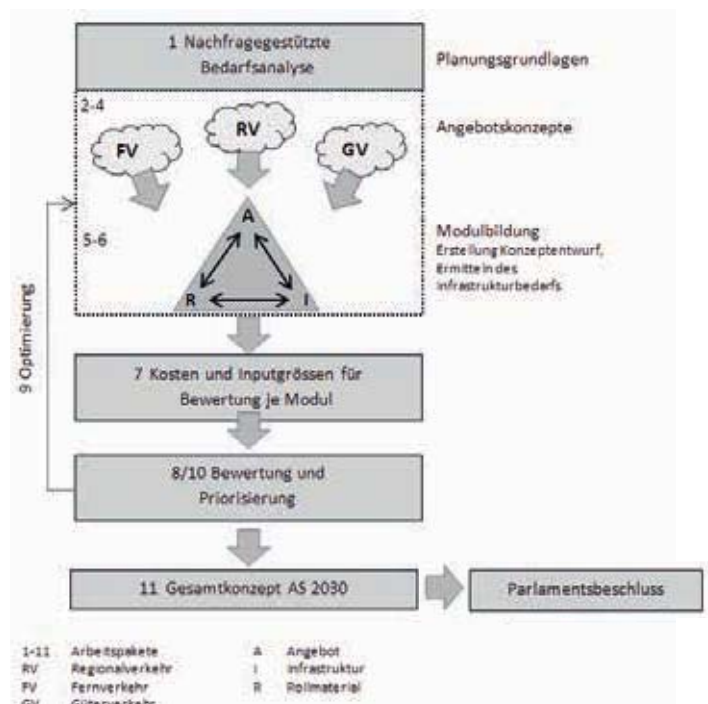 1 Nachfragegestützte
Bedarfsanalyse
Planungsgrundlagen
2-4
FV
RV
GV
Angebotskonzepte
5-6
A
R
I
Modulbildung
Erstellung Konzeptentwurf,
Ermitteln des
Infrastrukturbedarfs
9 Optimierung
7 Kosten und Inputgrössen für
Bewertung je Modul
8/10 Bewertung und
Priorisierung
11 Gesamtkonzept AS 2030
Parlamentsbeschluss
1-11 Arbeitspakete
RV Regionalverkehr
FV Fernverkehr
GV Güterverkehr
A Angebot
I Infrastruktur
R Rollmaterial